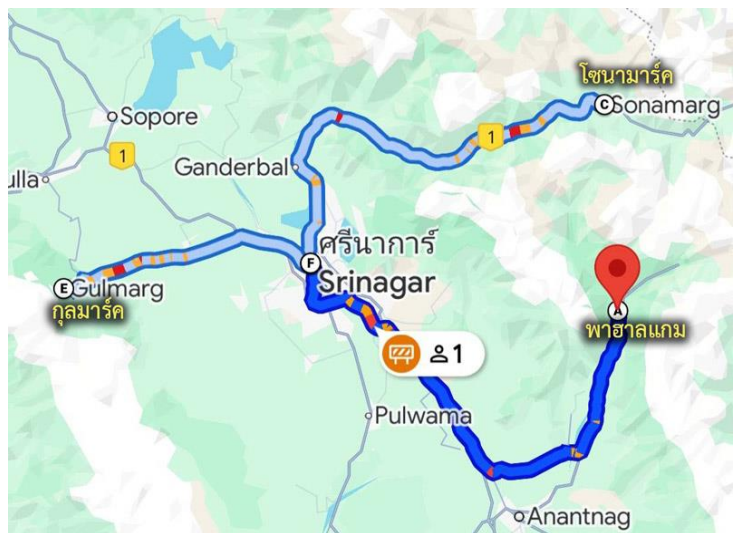 โซนามาร์ค
C
Sonamarg
Sopore
1
1
Ganderbal
ulla
ศรีนาการ์
F
Srinagar
E
Gulmarg
กุลมาร์ค
A
พาฮาลแกม
1
Pulwama
Anantnag